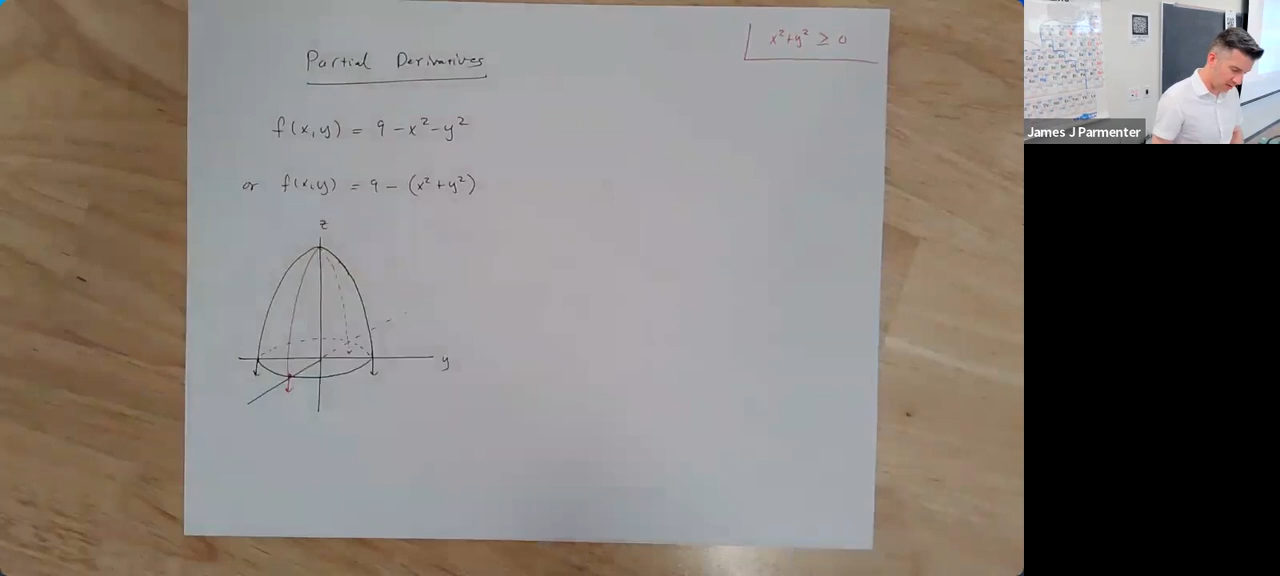 x²+y² ≥ 0
Partial Derivatives
f(x,y) = 9-x²-y²
or f(x,y) = 9-(x²+y²)
z
y
James J Parmenter